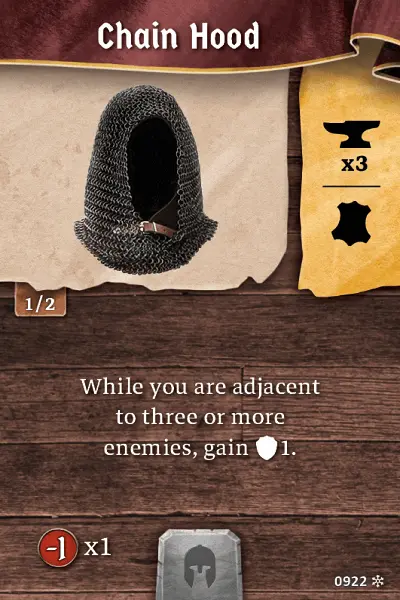 Chain Hood
x3
1/2
While you are adjacent
to three or more
enemies, gain 1.
-1 x1
0922